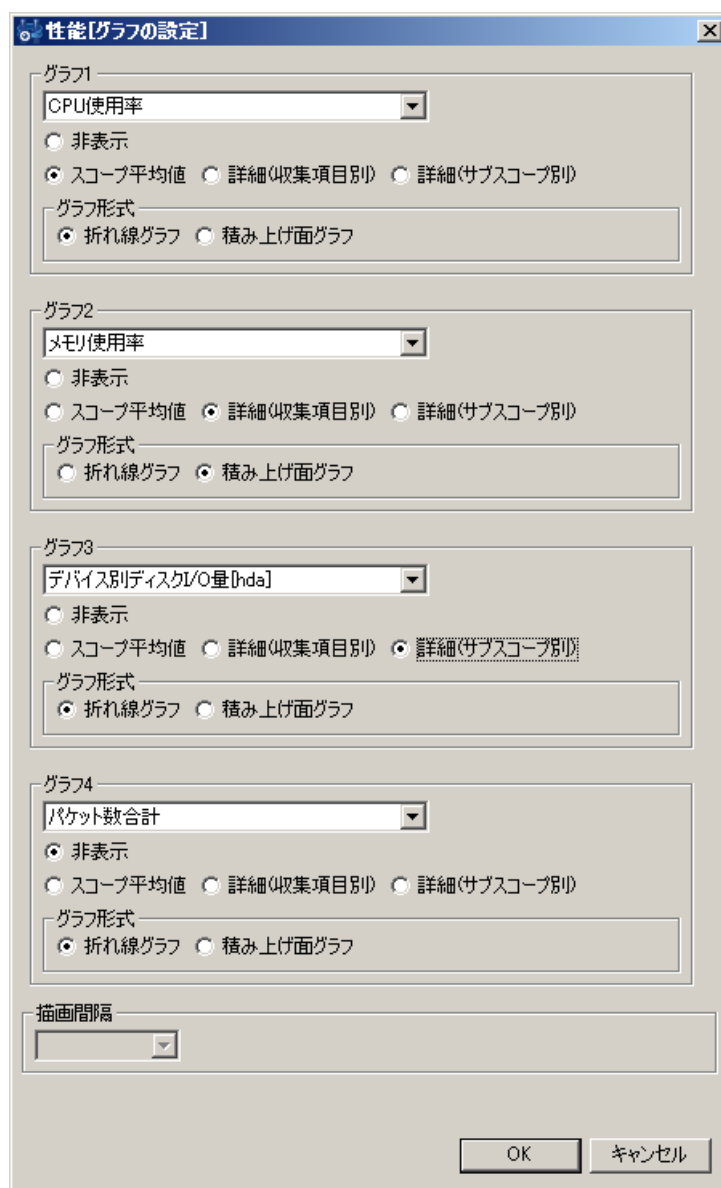 性能[グラフの設定]
グラフ1
CPU使用率
非表示
スコープ平均値 詳細(収集項目別) 詳細(サブスコープ別)
グラフ形式
折れ線グラフ 積み上げ面グラフ
グラフ2
メモリ使用率
非表示
スコープ平均値 詳細(収集項目別) 詳細(サブスコープ別)
グラフ形式
折れ線グラフ 積み上げ面グラフ
グラフ3
デバイス別ディスクI/O量[hda]
非表示
スコープ平均値 詳細(収集項目別) 詳細(サブスコープ別)
グラフ形式
折れ線グラフ 積み上げ面グラフ
グラフ4
パケット数合計
非表示
スコープ平均値 詳細(収集項目別) 詳細(サブスコープ別)
グラフ形式
折れ線グラフ 積み上げ面グラフ
描画間隔
OK キャンセル